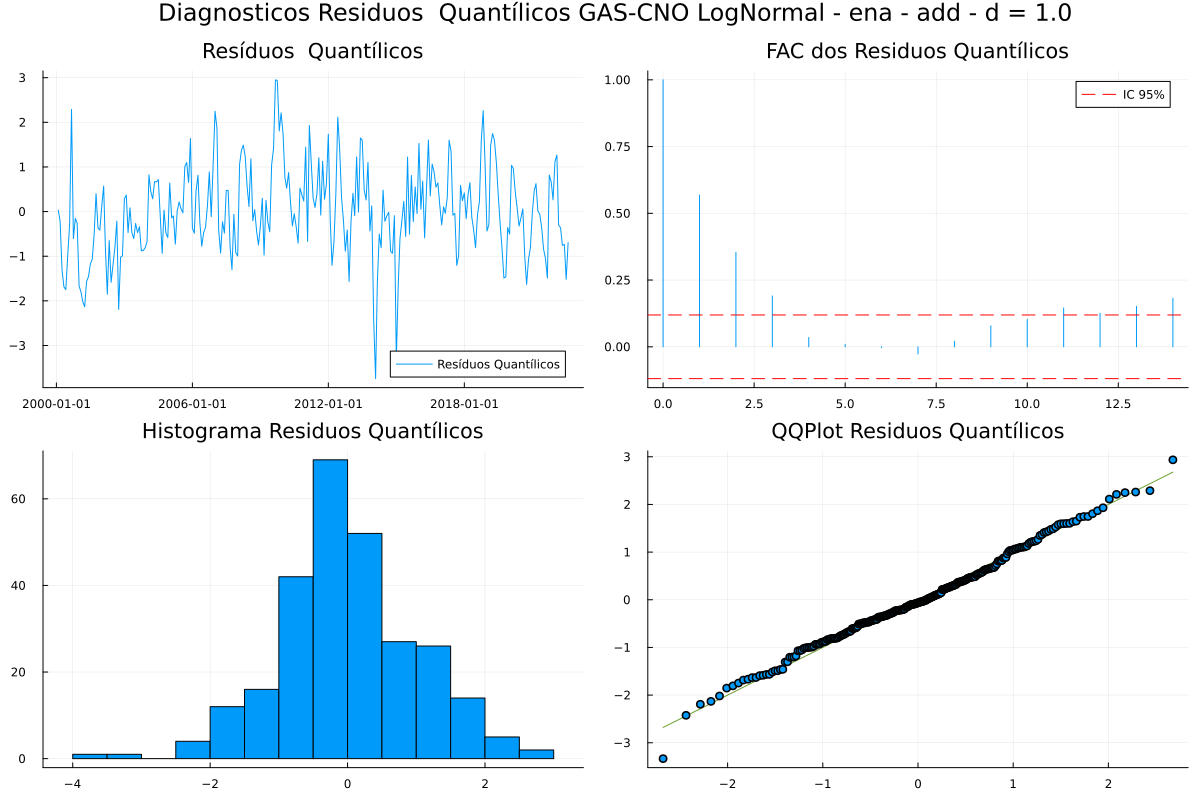 Diagnosticos Residuos  Quantílicos GAS-CNO LogNormal - ena - add - d = 1.0
Resíduos  Quantílicos
3
2
1
0
−1
−2
−3
Resíduos Quantílicos
2000-01-01 2006-01-01 2012-01-01 2018-01-01
FAC dos Residuos Quantílicos
1.00
0.75
0.50
0.25
0.00
IC 95%
0.0 2.5 5.0 7.5 10.0 12.5
Histograma Residuos Quantílicos
60
40
20
0
−4 −2 0 2
QQPlot Residuos Quantílicos
3
2
1
0
−1
−2
−3
−2 −1 0 1 2